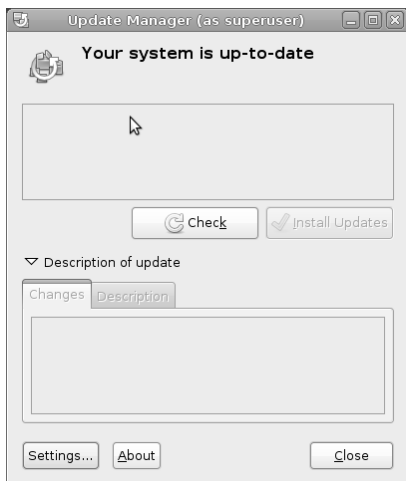 Update Manager (as superuser)
Your system is up-to-date
Check
Install Updates
Description of update
Changes
Description
Settings...
About
Close